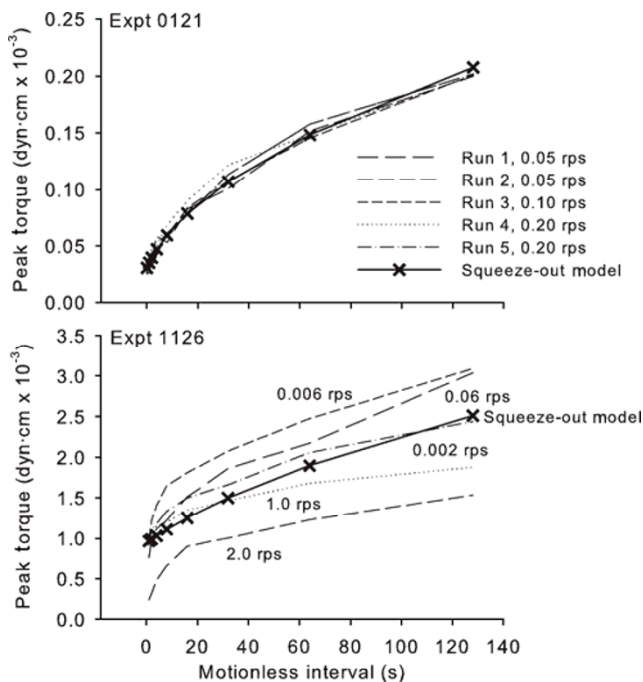 Expt 0121
Peak torque (dyn·cm x 10⁻³)
0.25
0.20
0.15
0.10
0.05
0.00
Run 1, 0.05 rps
Run 2, 0.05 rps
Run 3, 0.10 rps
Run 4, 0.20 rps
Run 5, 0.20 rps
Squeeze-out model
Expt 1126
Peak torque (dyn·cm x 10⁻³)
3.5
3.0
2.5
2.0
1.5
1.0
0.5
0.0
0.006 rps
0.06 rps
Squeeze-out model
0.002 rps
1.0 rps
2.0 rps
0 20 40 60 80 100 120 140
Motionless interval (s)